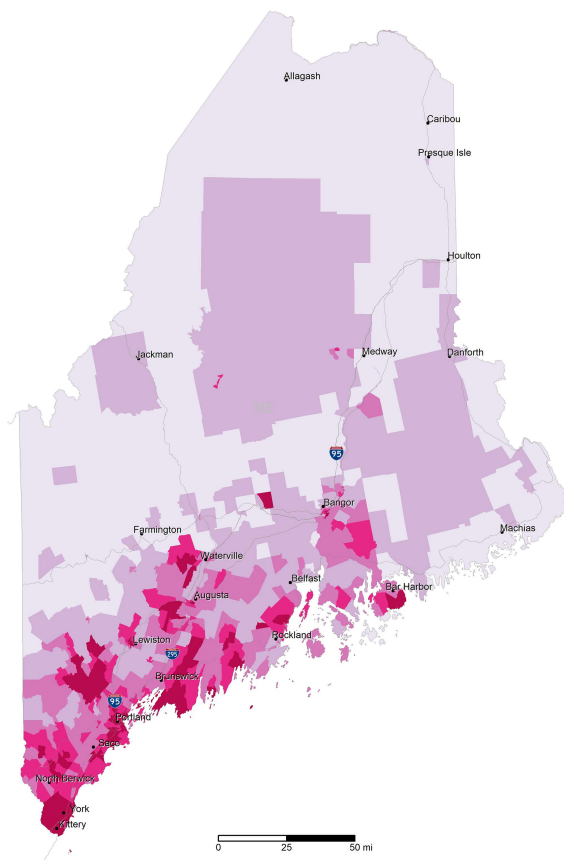 Allagash
Caribou
Presque Isle
Houlton
Jackman
Medway
Danforth
95
Bangor
Farmington
Machias
Waterville
Belfast
Bar Harbor
Augusta
Lewiston
Rockland
295
Brunswick
95
Portland
Saco
North Berwick
York
Kittery
0 25 50 mi